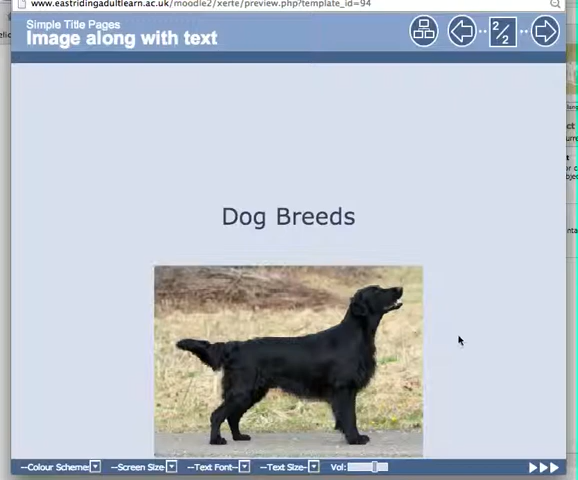 www.eastridingadultlearn.ac.uk/moodle2/xerte/preview.php?template_id=94
Simple Title Pages
Image along with text
2/2
Dog Breeds
--Colour Scheme
--Screen Size-
--Text Font--
--Text Size-
Vol: